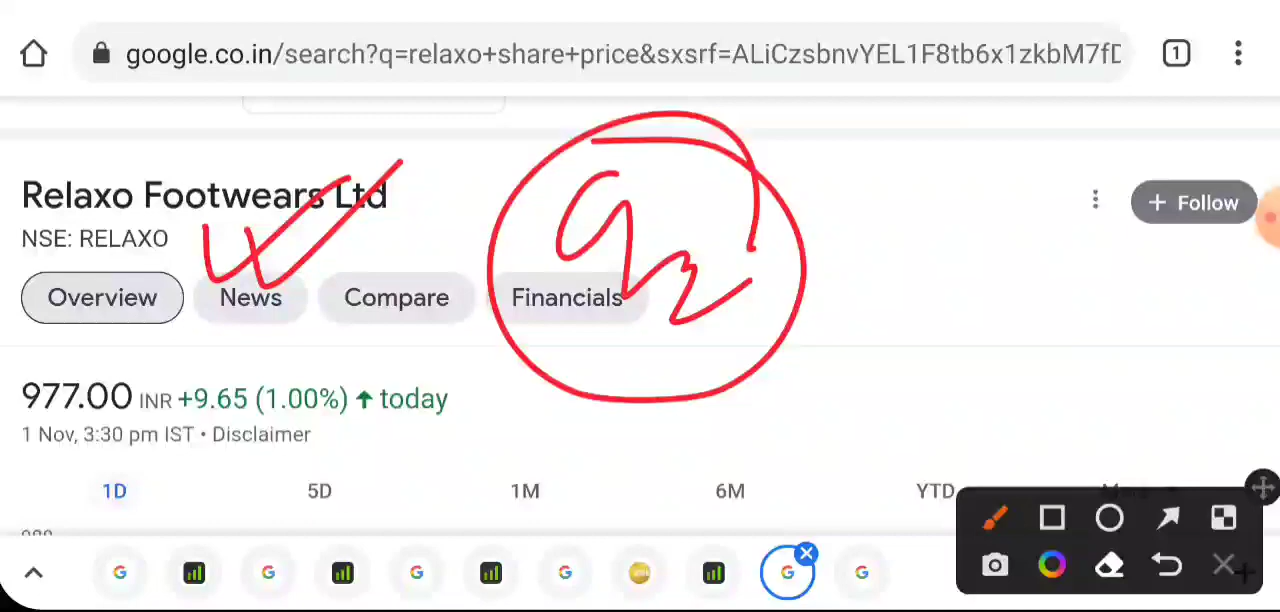 google.co.in/search?q=relaxo+share+price&sxsrf=ALiCzsbnvYEL1F8tb6x1zkbM7fD
1
Relaxo Footwears Ltd
+ Follow
NSE: RELAXO
Overview News Compare Financials
977.00 INR +9.65 (1.00%) ↑ today
1 Nov, 3:30 pm IST • Disclaimer
1D 5D 1M 6M YTD